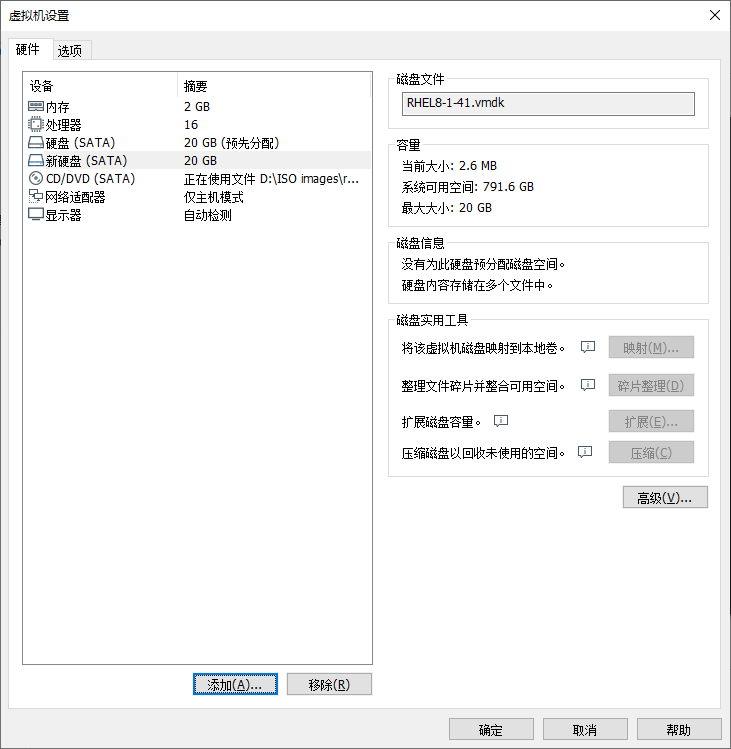 虚拟机设置
硬件 选项
设备 摘要
内存 2 GB
处理器 16
硬盘 (SATA) 20 GB (预先分配)
新硬盘 (SATA) 20 GB
CD/DVD (SATA) 正在使用文件 D:\ISO images\r...
网络适配器 仅主机模式
显示器 自动检测
添加(A)... 移除(R)
磁盘文件
RHEL8-1-41.vmdk
容量
当前大小: 2.6 MB
系统可用空间: 791.6 GB
最大大小: 20 GB
磁盘信息
没有为此硬盘预分配磁盘空间。
硬盘内容存储在多个文件中。
磁盘实用工具
将该虚拟机磁盘映射到本地卷。 映射(M)...
整理文件碎片并整合可用空间。 碎片整理(D)
扩展磁盘容量。 扩展(E)...
压缩磁盘以回收未使用的空间。 压缩(C)
高级(V)...
确定 取消 帮助